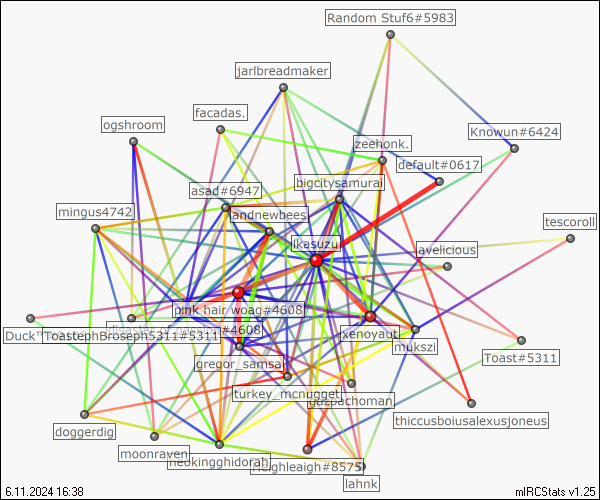 Random Stuf6#5983
jarlbreadmaker
facadas.
ogshroom
Knowun#6424
zeehonk.
default#0617
bigcitysamurai
asad#6947
mingus4742
andnewbees
tescoroll
ikesuzu
avelicious
pink hair woag#4608
#4608
Duck"
ToastephBroseph5311#5311
xenoyaut
mukszi
Toast#5311
gregor_samsa
turkey_mcnugget
gazpachoman
thiccusboiusalexusjoneus
doggerdig
moonraven
neokingghidorah
Heighleaigh#8575
lahnk
6.11.2024 16:38
mIRCStats v1.25